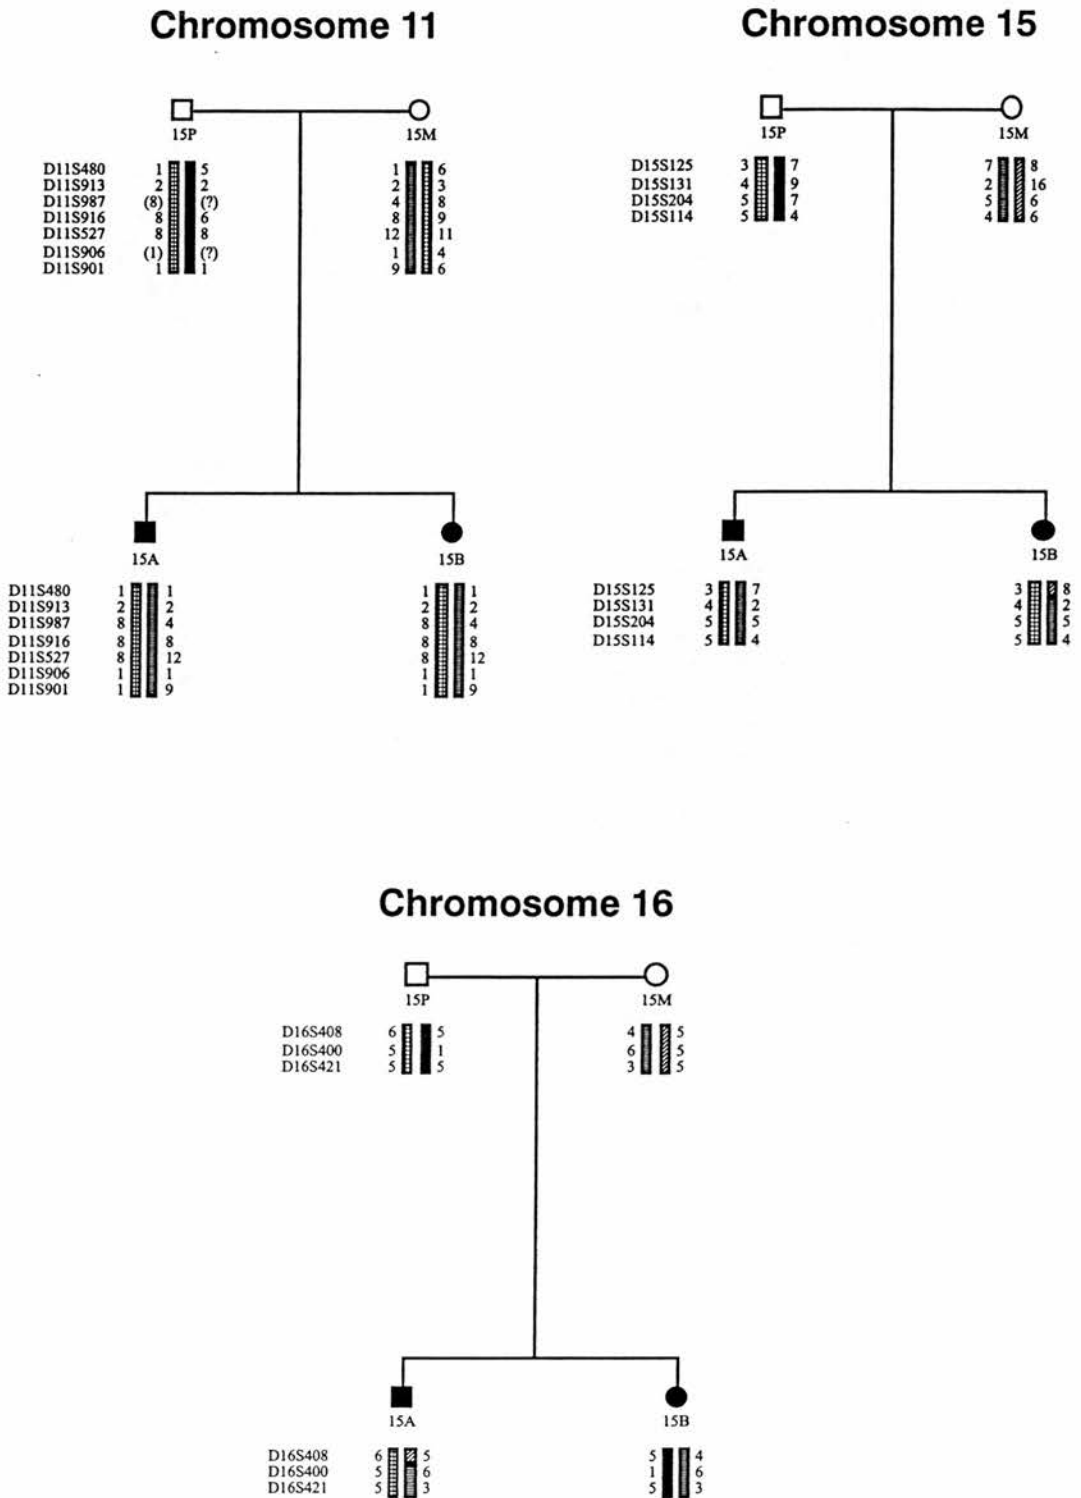 Chromosome 11
15P 15M
D11S480 1 5 1 6
D11S913 2 2 2 3
D11S987 (8) (?) 4 8
D11S916 8 6 8 9
D11S527 8 8 12 11
D11S906 (1) (?) 1 4
D11S901 1 1 9 6
15A 15B
D11S480 1 1 1 1
D11S913 2 2 2 2
D11S987 8 4 8 4
D11S916 8 8 8 8
D11S527 8 12 8 12
D11S906 1 1 1 1
D11S901 1 9 1 9
Chromosome 15
15P 15M
D15S125 3 7 7 8
D15S131 4 9 2 16
D15S204 5 7 5 6
D15S114 5 4 4 6
15A 15B
D15S125 3 7 3 8
D15S131 4 2 4 2
D15S204 5 5 5 5
D15S114 5 4 5 4
Chromosome 16
15P 15M
D16S408 6 5 4 5
D16S400 5 1 6 5
D16S421 5 5 3 5
15A 15B
D16S408 6 5 5 4
D16S400 5 6 1 6
D16S421 5 3 5 3